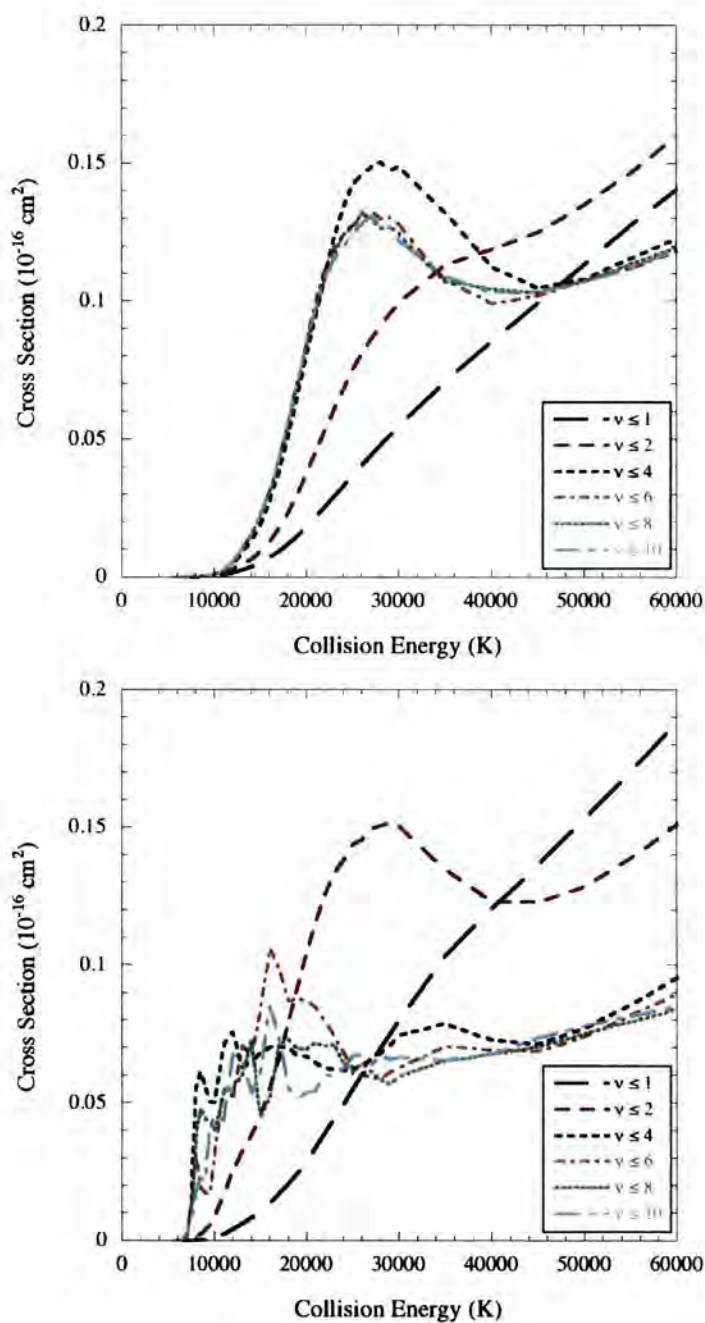 0.2
0.15
0.1
0.05
0
Cross Section (10⁻¹⁶ cm²)
ν ≤ 1
ν ≤ 2
ν ≤ 4
ν ≤ 6
ν ≤ 8
ν ≤ 10
0 10000 20000 30000 40000 50000 60000
Collision Energy (K)
0.2
0.15
0.1
0.05
0
Cross Section (10⁻¹⁶ cm²)
ν ≤ 1
ν ≤ 2
ν ≤ 4
ν ≤ 6
ν ≤ 8
ν ≤ 10
0 10000 20000 30000 40000 50000 60000
Collision Energy (K)